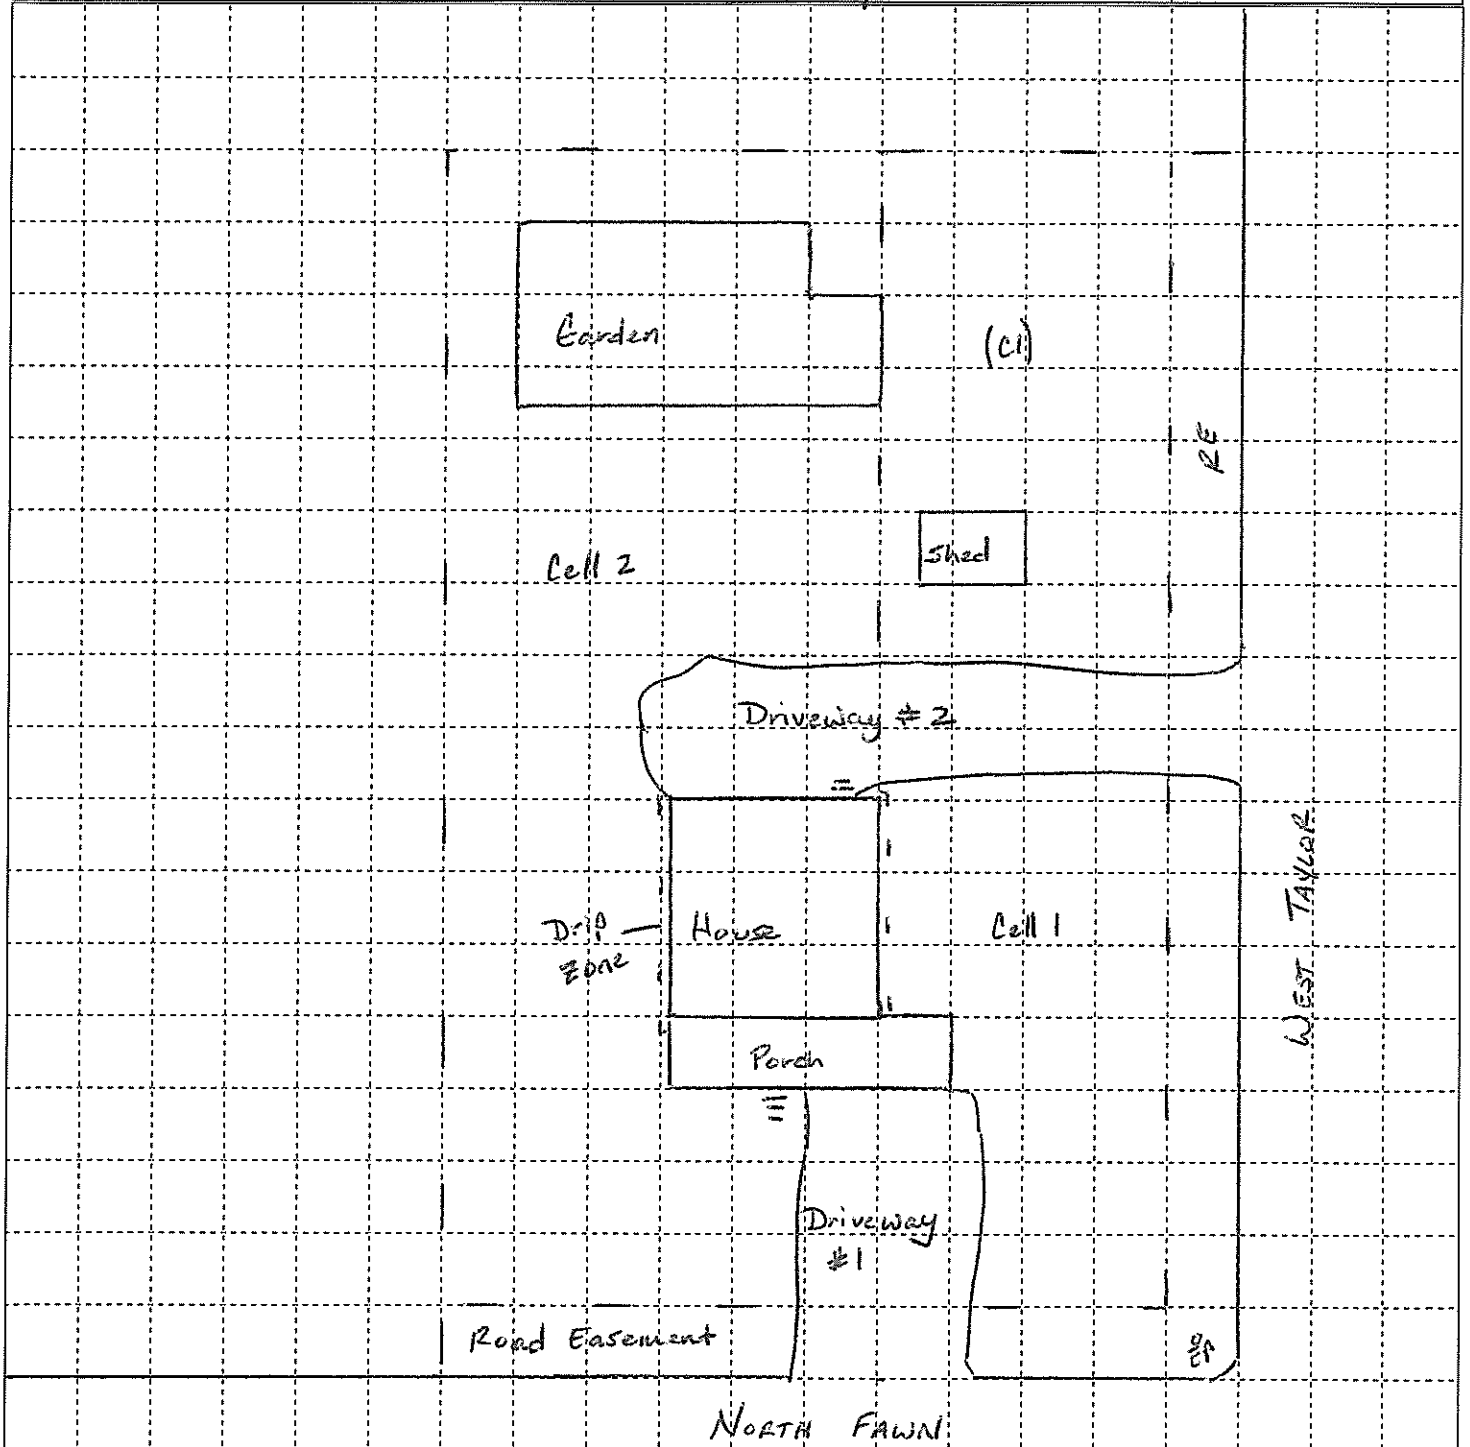 Garden
(C1)
RE
Shed
Cell 2
Driveway #2
WEST TAYLOR
Drip
zone
House
Cell 1
Porch
Driveway
#1
Road Easement
NORTH FAWN